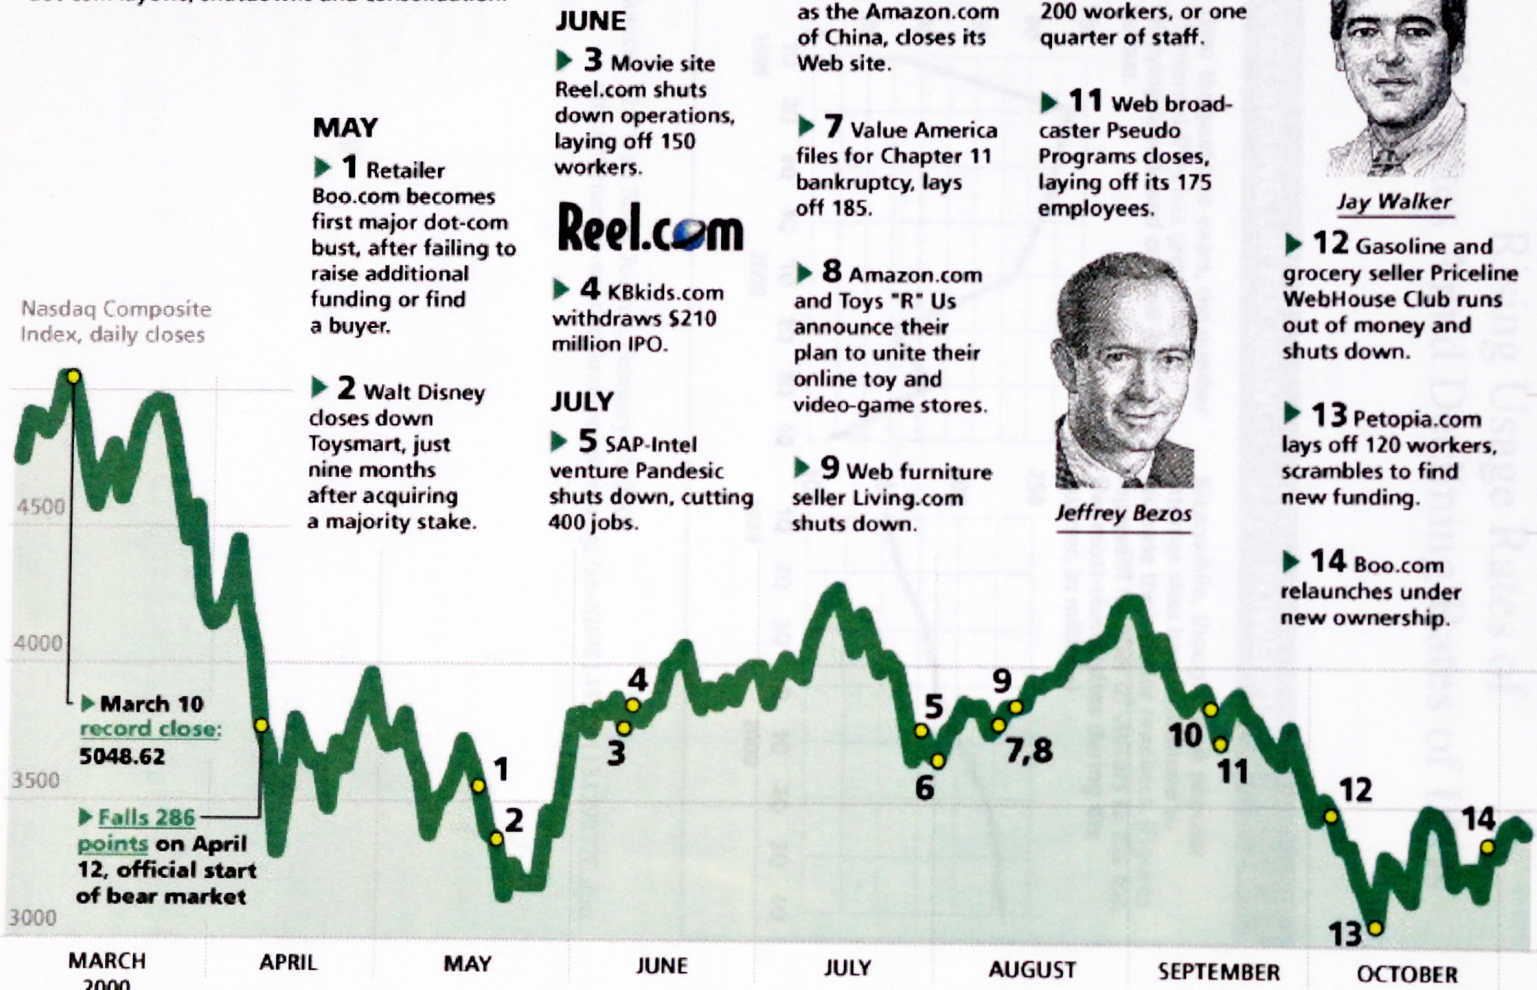 JUNE
▶ 3 Movie site
Reel.com shuts
down operations,
laying off 150
workers.
Reel.com
▶ 4 KBkids.com
withdraws $210
million IPO.
JULY
▶ 5 SAP-Intel
venture Pandesic
shuts down, cutting
400 jobs.
MAY
▶ 1 Retailer
Boo.com becomes
first major dot-com
bust, after failing to
raise additional
funding or find
a buyer.
▶ 2 Walt Disney
closes down
Toysmart, just
nine months
after acquiring
a majority stake.
as the Amazon.com
of China, closes its
Web site.
▶ 7 Value America
files for Chapter 11
bankruptcy, lays
off 185.
▶ 8 Amazon.com
and Toys "R" Us
announce their
plan to unite their
online toy and
video-game stores.
▶ 9 Web furniture
seller Living.com
shuts down.
200 workers, or one
quarter of staff.
▶ 11 Web broad-
caster Pseudo
Programs closes,
laying off its 175
employees.
Jeffrey Bezos
Jay Walker
▶ 12 Gasoline and
grocery seller Priceline
WebHouse Club runs
out of money and
shuts down.
▶ 13 Petopia.com
lays off 120 workers,
scrambles to find
new funding.
▶ 14 Boo.com
relaunches under
new ownership.
Nasdaq Composite
Index, daily closes
4500
4000
3500
3000
▶ March 10
record close:
5048.62
▶ Falls 286
points on April
12, official start
of bear market
1
2
3
4
5
6
7,8
9
10
11
12
13
14
MARCH
2000
APRIL
MAY
JUNE
JULY
AUGUST
SEPTEMBER
OCTOBER